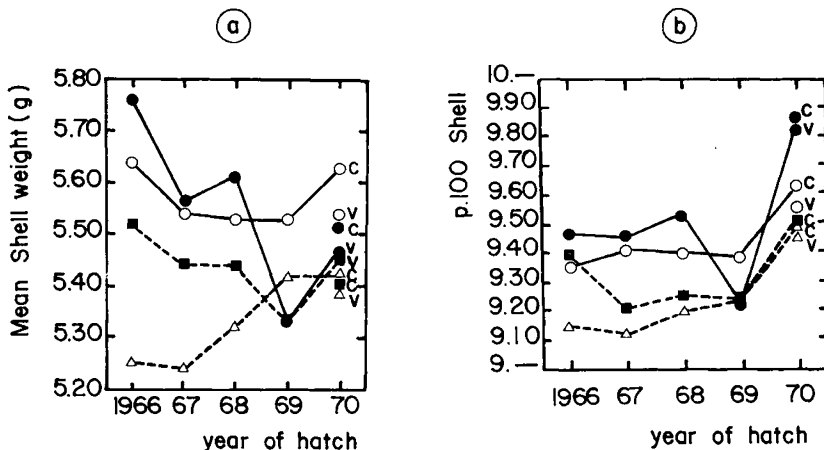 a
Mean Shell weight (g)
5.80
5.70
5.60
5.50
5.40
5.30
5.20
C
V
C
V
V
C
C
V
1966 67 68 69 70
year of hatch
b
p.100 Shell
10.—
9.90
9.80
9.70
9.60
9.50
9.40
9.30
9.20
9.10
9.—
C
V
C
V
C
C
V
1966 67 68 69 70
year of hatch